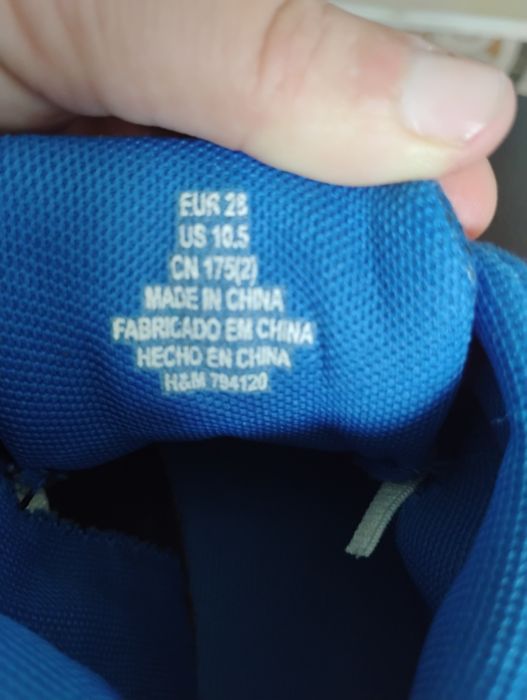 EUR 28
US 10.5
CN 175(2)
MADE IN CHINA
FABRICADO EM CHINA
HECHO EN CHINA
H&M 794120